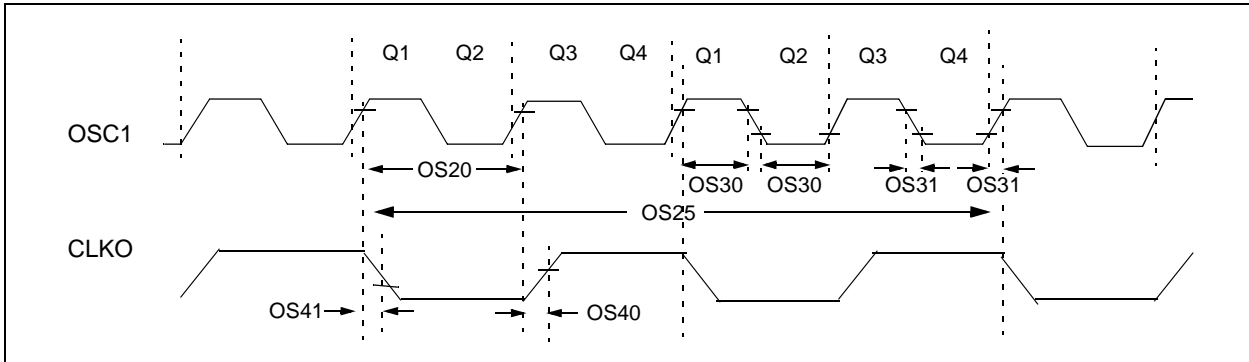 Q1 Q2 Q3 Q4 Q1 Q2 Q3 Q4
OSC1
OS20
OS30 OS30 OS31 OS31
OS25
CLKO
OS41 OS40